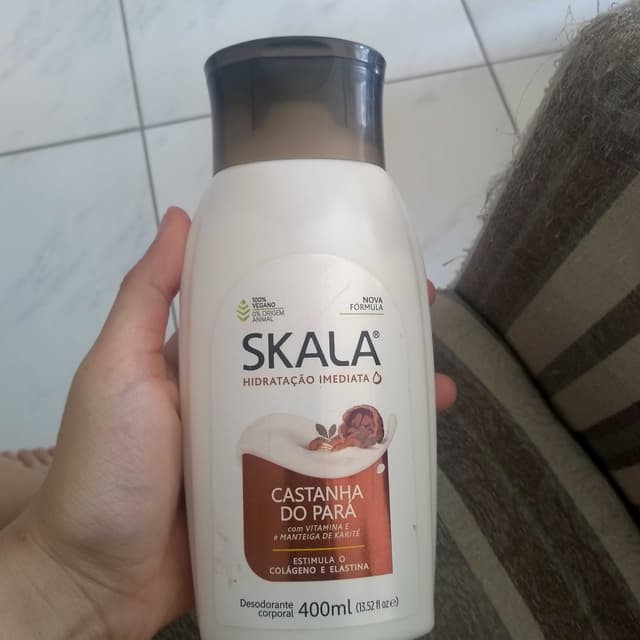 100%
VEGANO
0% ORIGEM
ANIMAL
NOVA
FÓRMULA
SKALA®
HIDRATAÇÃO IMEDIATA
CASTANHA
DO PARÁ
com VITAMINA E
e MANTEIGA DE KARITÉ
ESTIMULA O
COLÁGENO E ELASTINA
Desodorante
corporal 400ml (13.52 fl oz ℮)